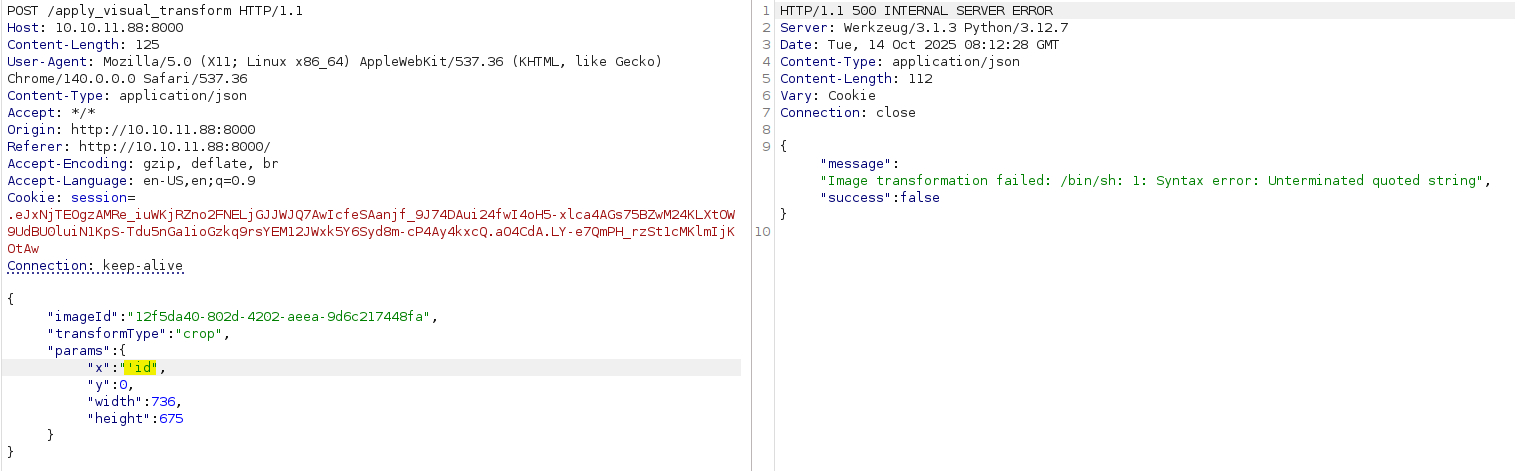 POST /apply_visual_transform HTTP/1.1
Host: 10.10.11.88:8000
Content-Length: 125
User-Agent: Mozilla/5.0 (X11; Linux x86_64) AppleWebKit/537.36 (KHTML, like Gecko)
Chrome/140.0.0.0 Safari/537.36
Content-Type: application/json
Accept: */*
Origin: http://10.10.11.88:8000
Referer: http://10.10.11.88:8000/
Accept-Encoding: gzip, deflate, br
Accept-Language: en-US,en;q=0.9
Cookie: session=
.eJxNjTEOgzAMRe_iuWKjRZno2FNELjGJJWJQ7AwIcfeSAanjf_9J74DAui24fwI4oH5-xlca4AGs75BZwM24KLXtOW
9UdBU0luiN1KpS-Tdu5nGa1ioGzkq9rsYEM12JWxk5Y6Syd8m-cP4Ay4kxcQ.aO4CdA.LY-e7QmPH_rzSt1cMKlmIjK
OtAw
Connection: keep-alive
{
"imageId":"12f5da40-802d-4202-aeea-9d6c217448fa",
"transformType":"crop",
"params":{
"x":"'id",
"y":0,
"width":736,
"height":675
}
}
1 HTTP/1.1 500 INTERNAL SERVER ERROR
2 Server: Werkzeug/3.1.3 Python/3.12.7
3 Date: Tue, 14 Oct 2025 08:12:28 GMT
4 Content-Type: application/json
5 Content-Length: 112
6 Vary: Cookie
7 Connection: close
8
9 {
"message":
"Image transformation failed: /bin/sh: 1: Syntax error: Unterminated quoted string",
"success":false
}
10